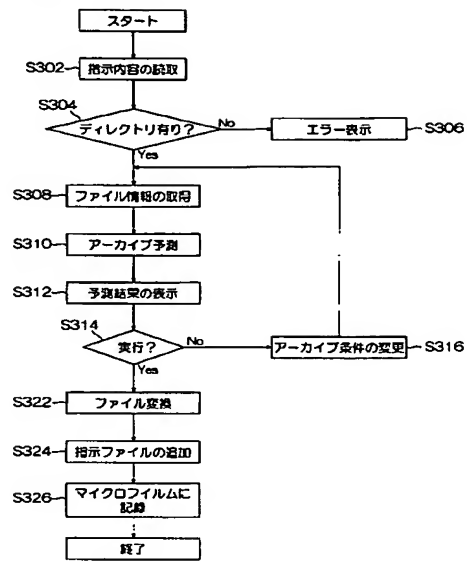 スタート
S302
指示内容の読取
S304
ディレクトリ有り?
No
エラー表示
S306
Yes
S308
ファイル情報の取得
S310
アーカイブ予測
S312
予測結果の表示
S314
実行?
No
アーカイブ条件の変更
S316
Yes
S322
ファイル変換
S324
指示ファイルの追加
S326
マイクロフィルムに
記録
終了